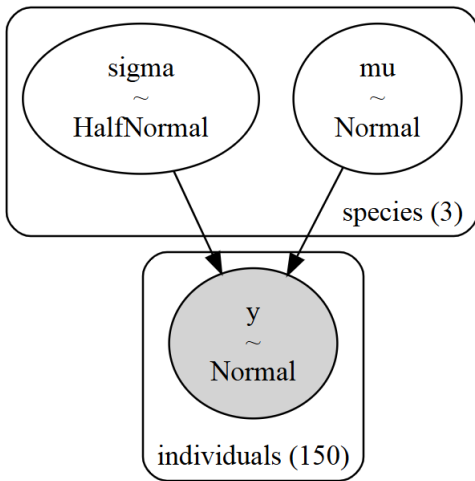 sigma
~
HalfNormal
mu
~
Normal
species (3)
y
~
Normal
individuals (150)